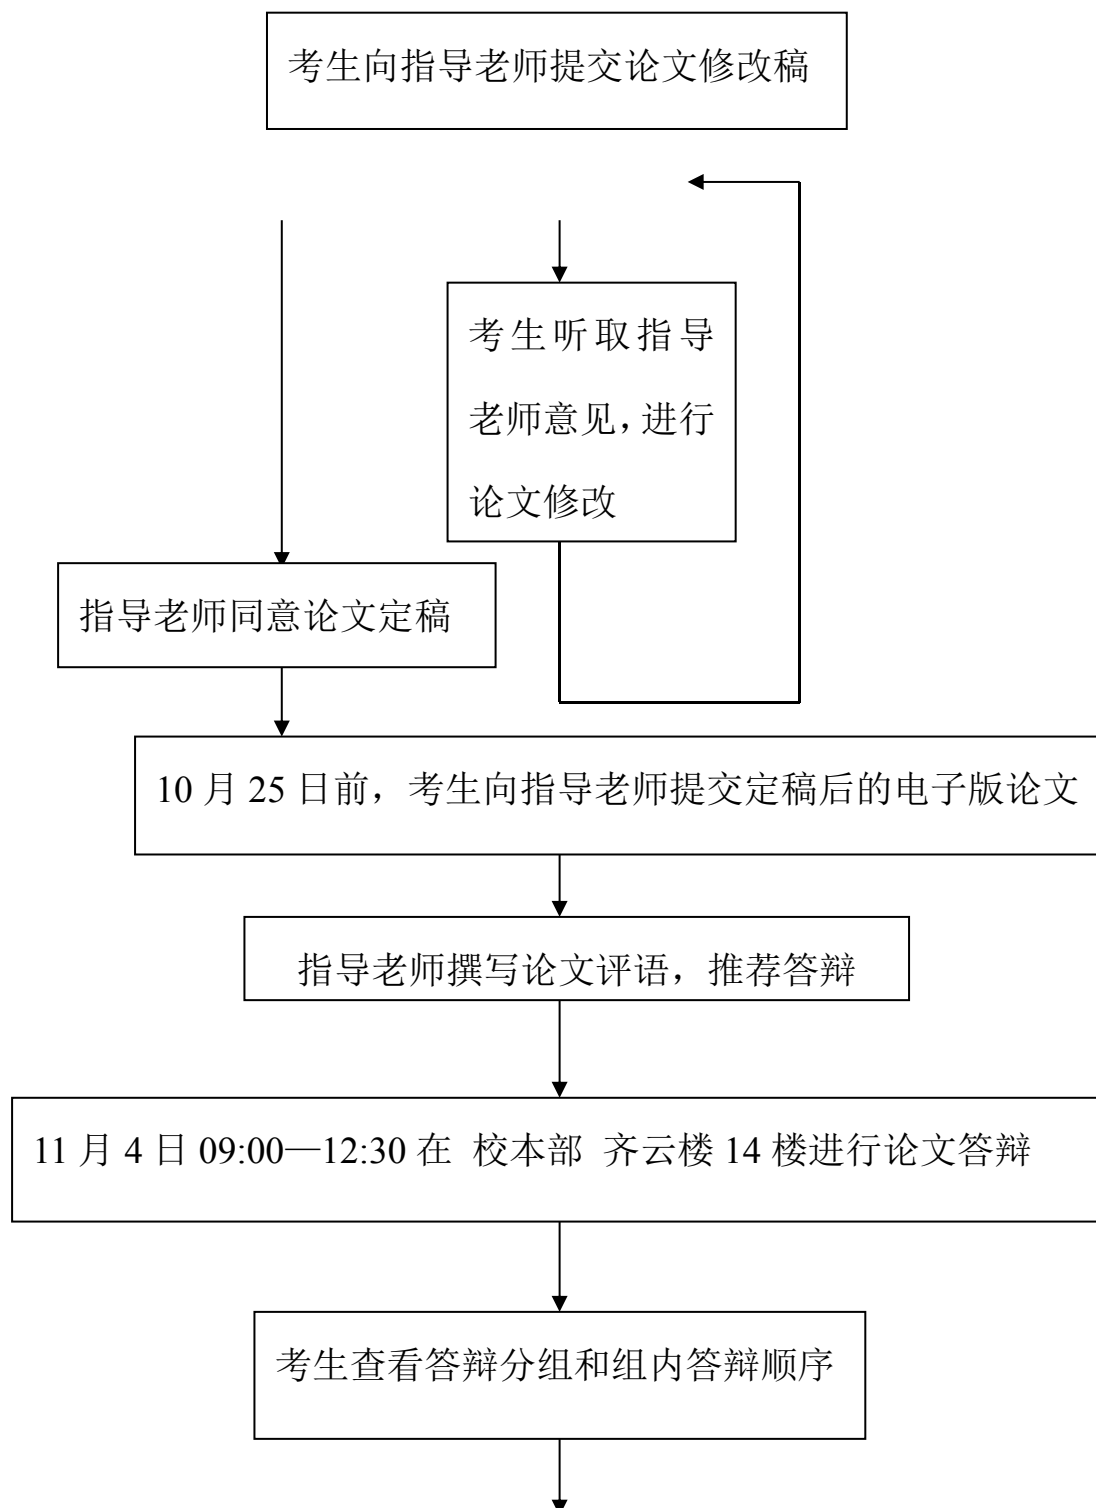 考生向指导老师提交论文修改稿
考生听取指导
老师意见，进行
论文修改
指导老师同意论文定稿
10 月 25 日前，考生向指导老师提交定稿后的电子版论文
指导老师撰写论文评语，推荐答辩
11 月 4 日 09:00—12:30 在 校本部 齐云楼 14 楼进行论文答辩
考生查看答辩分组和组内答辩顺序